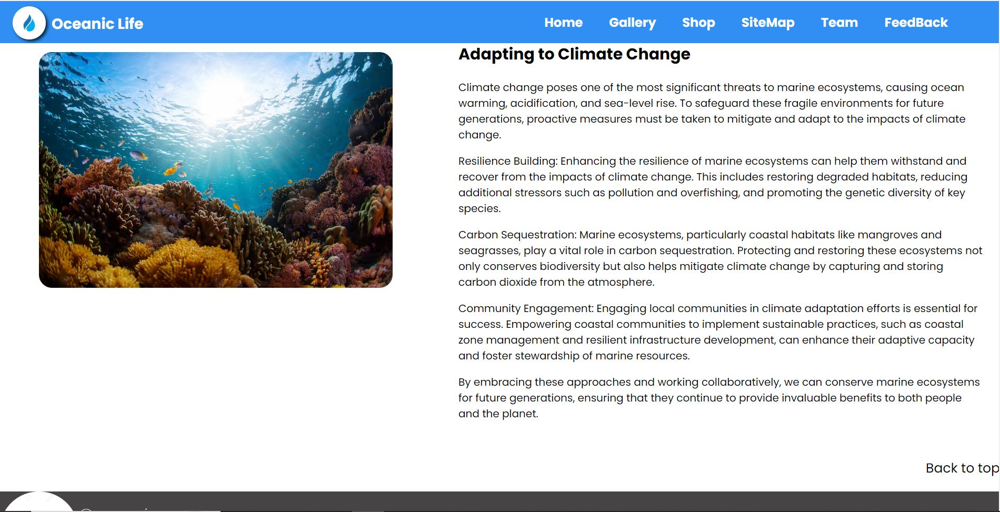 Oceanic Life
Home Gallery Shop SiteMap Team FeedBack
Adapting to Climate Change
Climate change poses one of the most significant threats to marine ecosystems, causing ocean
warming, acidification, and sea-level rise. To safeguard these fragile environments for future
generations, proactive measures must be taken to mitigate and adapt to the impacts of climate
change.
Resilience Building: Enhancing the resilience of marine ecosystems can help them withstand and
recover from the impacts of climate change. This includes restoring degraded habitats, reducing
additional stressors such as pollution and overfishing, and promoting the genetic diversity of key
species.
Carbon Sequestration: Marine ecosystems, particularly coastal habitats like mangroves and
seagrasses, play a vital role in carbon sequestration. Protecting and restoring these ecosystems not
only conserves biodiversity but also helps mitigate climate change by capturing and storing
carbon dioxide from the atmosphere.
Community Engagement: Engaging local communities in climate adaptation efforts is essential for
success. Empowering coastal communities to implement sustainable practices, such as coastal
zone management and resilient infrastructure development, can enhance their adaptive capacity
and foster stewardship of marine resources.
By embracing these approaches and working collaboratively, we can conserve marine ecosystems
for future generations, ensuring that they continue to provide invaluable benefits to both people
and the planet.
Back to top